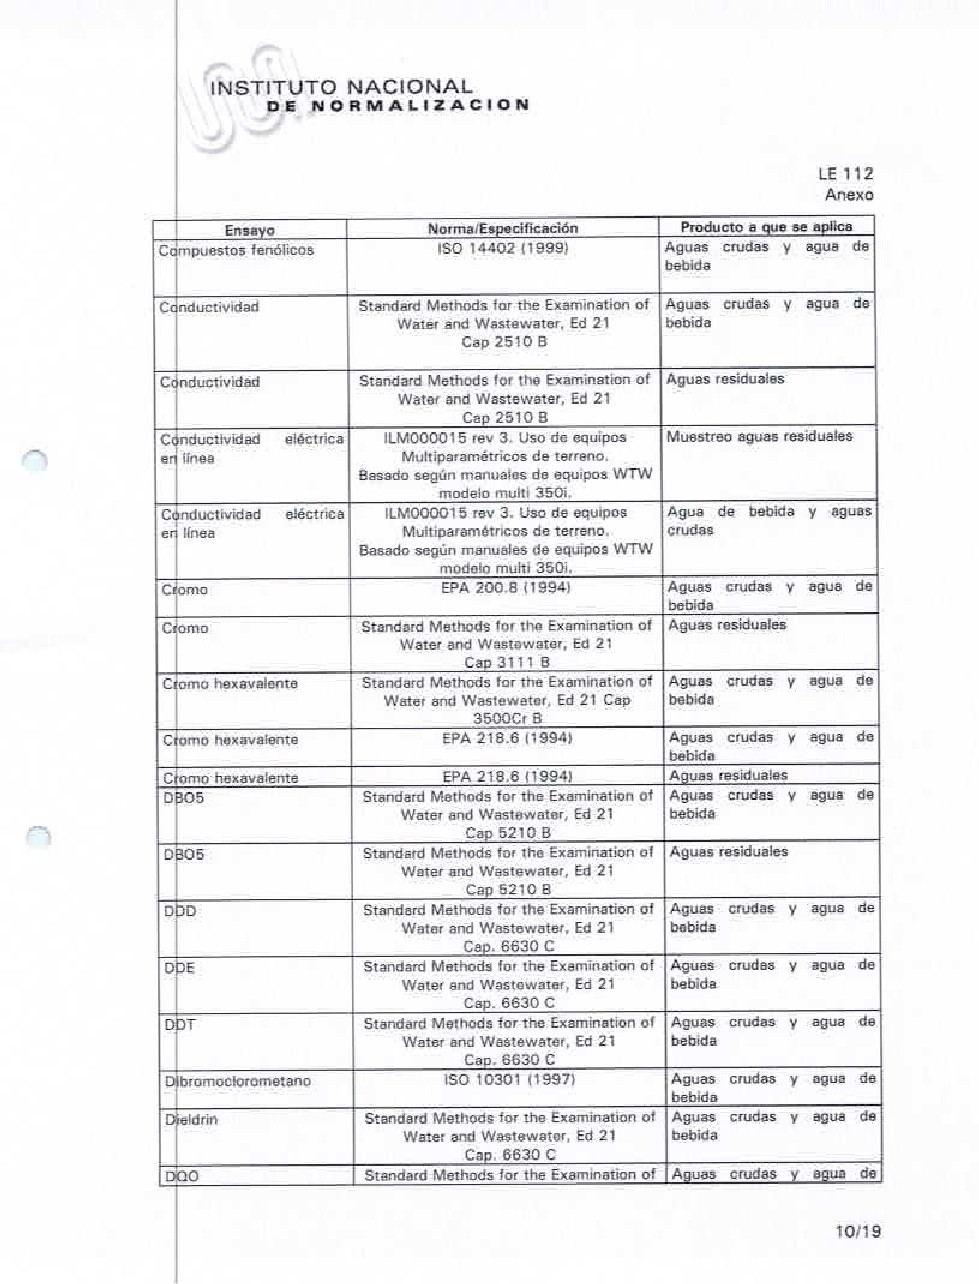 INSTITUTO NACIONAL
DE NORMALIZACION
LE 112
Anexo
Ensayo Norma/Especificación Producto a que se aplica
Compuestos fenólicos ISO 14402 (1999) Aguas crudas y agua de
bebida
Conductividad Standard Methods for the Examination of Aguas crudas y agua de
Water and Wastewater, Ed 21 bebida
Cap 2510 B
Conductividad Standard Methods for the Examination of Aguas residuales
Water and Wastewater, Ed 21
Cap 2510 B
Conductividad eléctrica ILM000015 rev 3. Uso de equipos Muestreo aguas residuales
en línea Multiparamétricos de terreno.
Basado según manuales de equipos WTW
modelo multi 350i.
Conductividad eléctrica ILM000015 rev 3. Uso de equipos Agua de bebida y aguas
en línea Multiparamétricos de terreno. crudas
Basado según manuales de equipos WTW
modelo multi 350i.
Cromo EPA 200.8 (1994) Aguas crudas y agua de
bebida
Cromo Standard Methods for the Examination of Aguas residuales
Water and Wastewater, Ed 21
Cap 3111 B
Cromo hexavalente Standard Methods for the Examination of Aguas crudas y agua de
Water and Wastewater, Ed 21 Cap bebida
3500Cr B
Cromo hexavalente EPA 218.6 (1994) Aguas crudas y agua de
bebida
Cromo hexavalente EPA 218.6 (1994) Aguas residuales
DBO5 Standard Methods for the Examination of Aguas crudas y agua de
Water and Wastewater, Ed 21 bebida
Cap 5210 B
DBO5 Standard Methods for the Examination of Aguas residuales
Water and Wastewater, Ed 21
Cap 5210 B
DDD Standard Methods for the Examination of Aguas crudas y agua de
Water and Wastewater, Ed 21 bebida
Cap. 6630 C
DDE Standard Methods for the Examination of Aguas crudas y agua de
Water and Wastewater, Ed 21 bebida
Cap. 6630 C
DDT Standard Methods for the Examination of Aguas crudas y agua de
Water and Wastewater, Ed 21 bebida
Cap. 6630 C
Dibromoclorometano ISO 10301 (1997) Aguas crudas y agua de
bebida
Dieldrin Standard Methods for the Examination of Aguas crudas y agua de
Water and Wastewater, Ed 21 bebida
Cap. 6630 C
DQO Standard Methods for the Examination of Aguas crudas y agua de
10/19